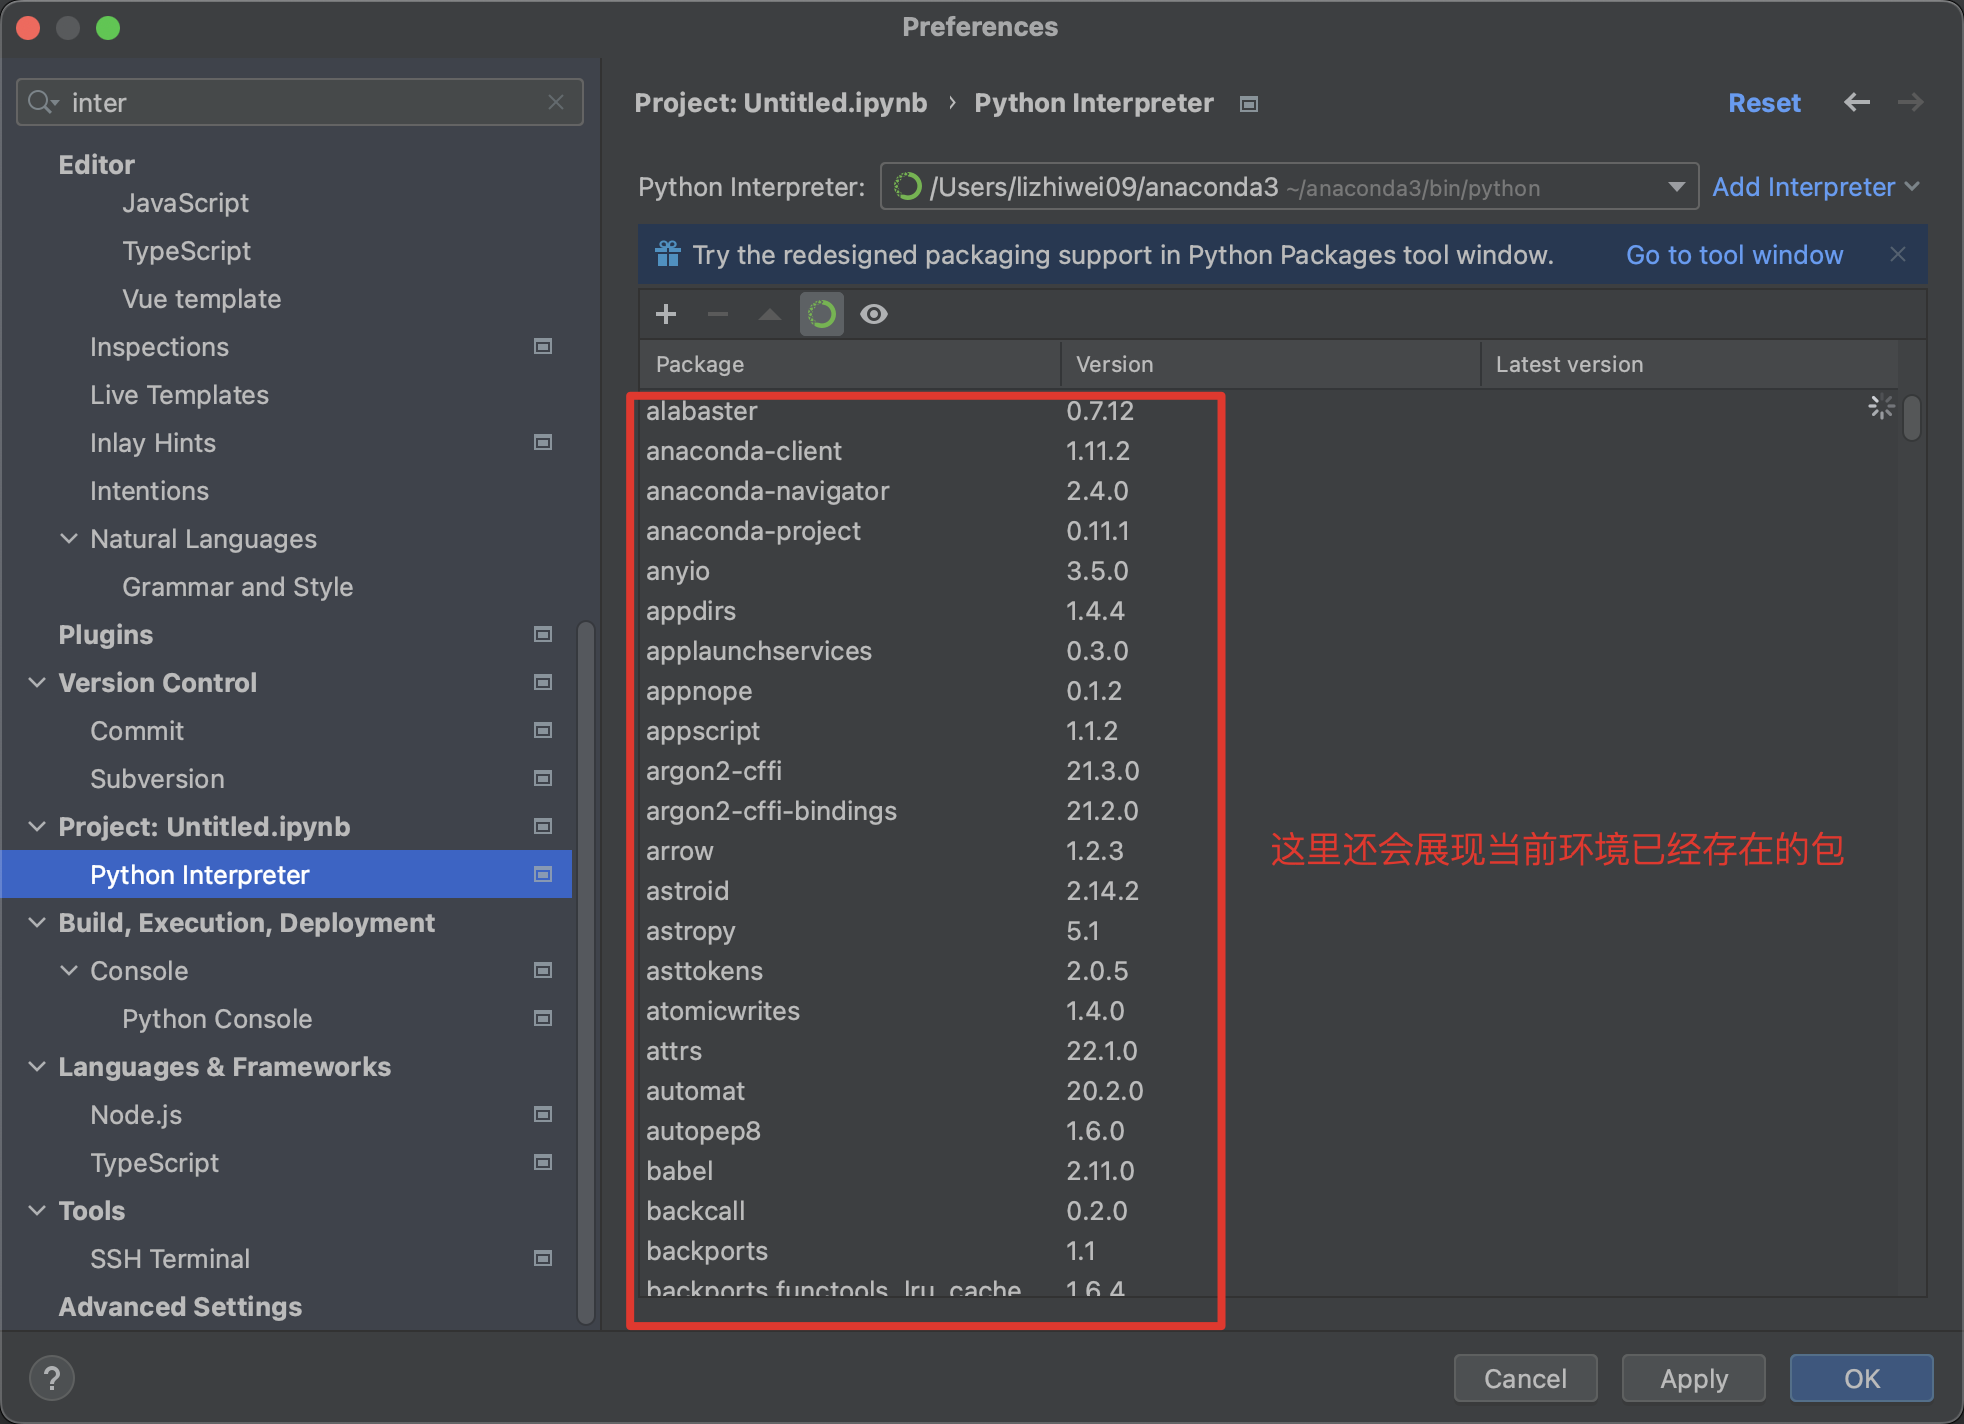 Preferences
inter
Editor
JavaScript
TypeScript
Vue template
Inspections
Live Templates
Inlay Hints
Intentions
Natural Languages
Grammar and Style
Plugins
Version Control
Commit
Subversion
Project: Untitled.ipynb
Python Interpreter
Build, Execution, Deployment
Console
Python Console
Languages & Frameworks
Node.js
TypeScript
Tools
SSH Terminal
Advanced Settings
Project: Untitled.ipynb › Python Interpreter
Reset
Python Interpreter: /Users/lizhiwei09/anaconda3 ~/anaconda3/bin/python Add Interpreter
Try the redesigned packaging support in Python Packages tool window. Go to tool window
Package Version Latest version
alabaster 0.7.12
anaconda-client 1.11.2
anaconda-navigator 2.4.0
anaconda-project 0.11.1
anyio 3.5.0
appdirs 1.4.4
applaunchservices 0.3.0
appnope 0.1.2
appscript 1.1.2
argon2-cffi 21.3.0
argon2-cffi-bindings 21.2.0
arrow 1.2.3
astroid 2.14.2
astropy 5.1
asttokens 2.0.5
atomicwrites 1.4.0
attrs 22.1.0
automat 20.2.0
autopep8 1.6.0
babel 2.11.0
backcall 0.2.0
backports 1.1
backports.functools_lru_cache 1.6.4
这里还会展现当前环境已经存在的包
?
Cancel
Apply
OK